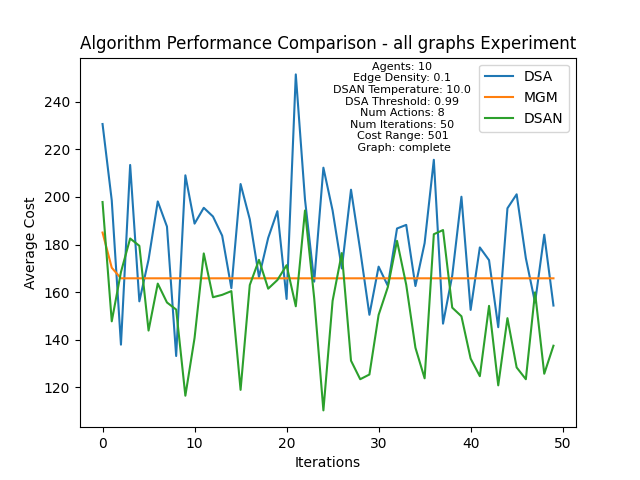 Algorithm Performance Comparison - all graphs Experiment
Agents: 10
Edge Density: 0.1
DSAN Temperature: 10.0
DSA Threshold: 0.99
Num Actions: 8
Num Iterations: 50
Cost Range: 501
Graph: complete
DSA
MGM
DSAN
Average Cost
240
220
200
180
160
140
120
0
10
20
30
40
50
Iterations